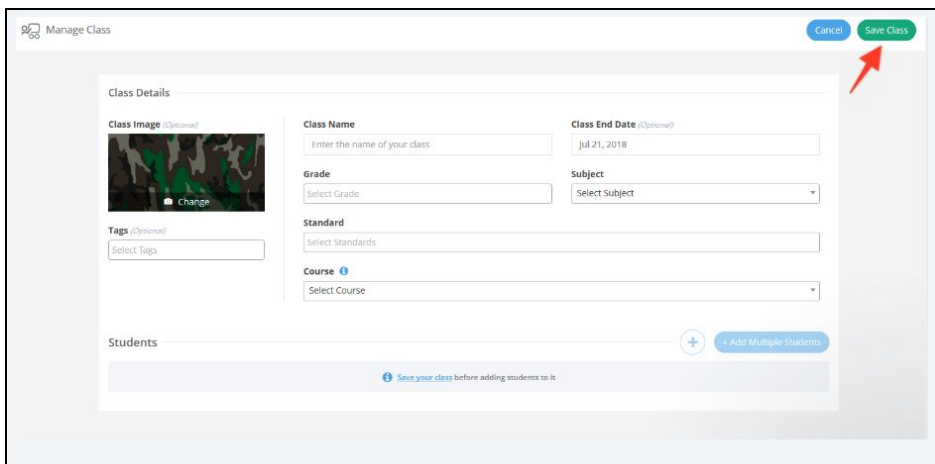 Manage Class
Cancel
Save Class
Class Details
Class Image (Optional)
Change
Tags (Optional)
Select Tags
Class Name
Enter the name of your class
Class End Date (Optional)
Jul 21, 2018
Grade
Select Grade
Subject
Select Subject
Standard
Select Standards
Course
Select Course
Students
+ Add Multiple Students
Save your class before adding students to it